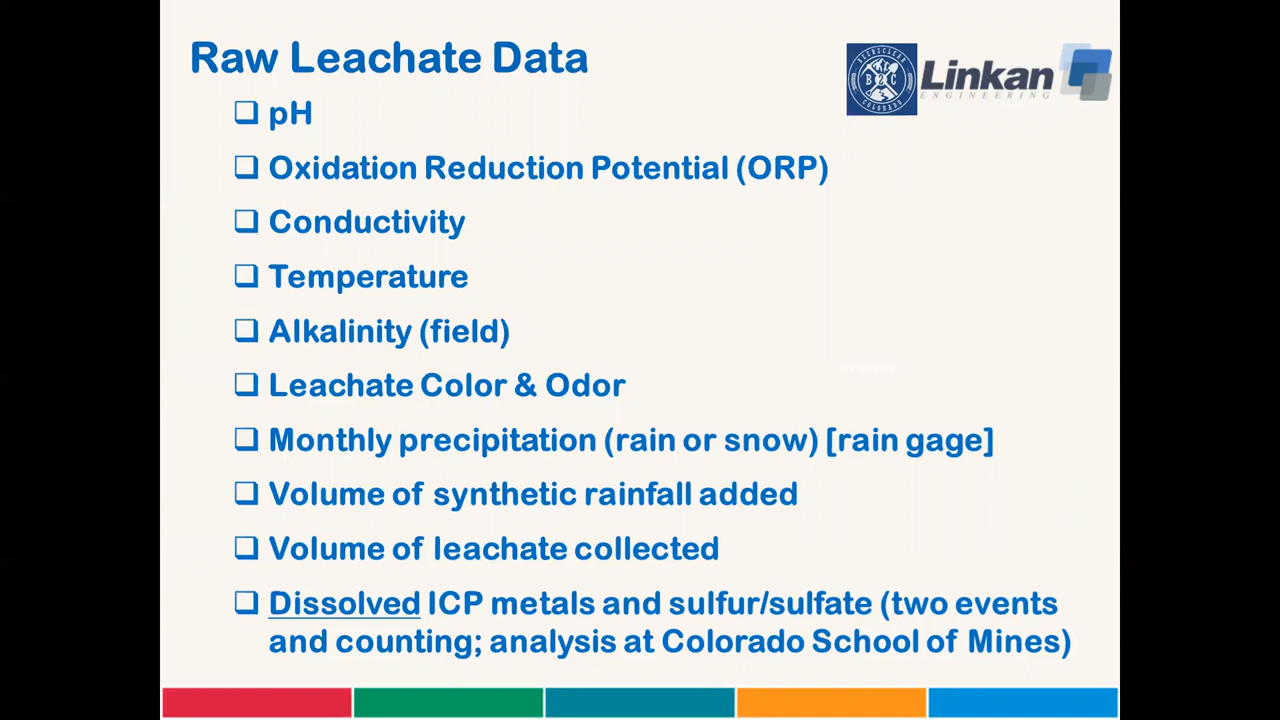 Raw Leachate Data
Linkan
ENGINEERING
B2C
COLORADO
❑ pH
❑ Oxidation Reduction Potential (ORP)
❑ Conductivity
❑ Temperature
❑ Alkalinity (field)
❑ Leachate Color & Odor
❑ Monthly precipitation (rain or snow) [rain gage]
❑ Volume of synthetic rainfall added
❑ Volume of leachate collected
❑ Dissolved ICP metals and sulfur/sulfate (two events
and counting; analysis at Colorado School of Mines)